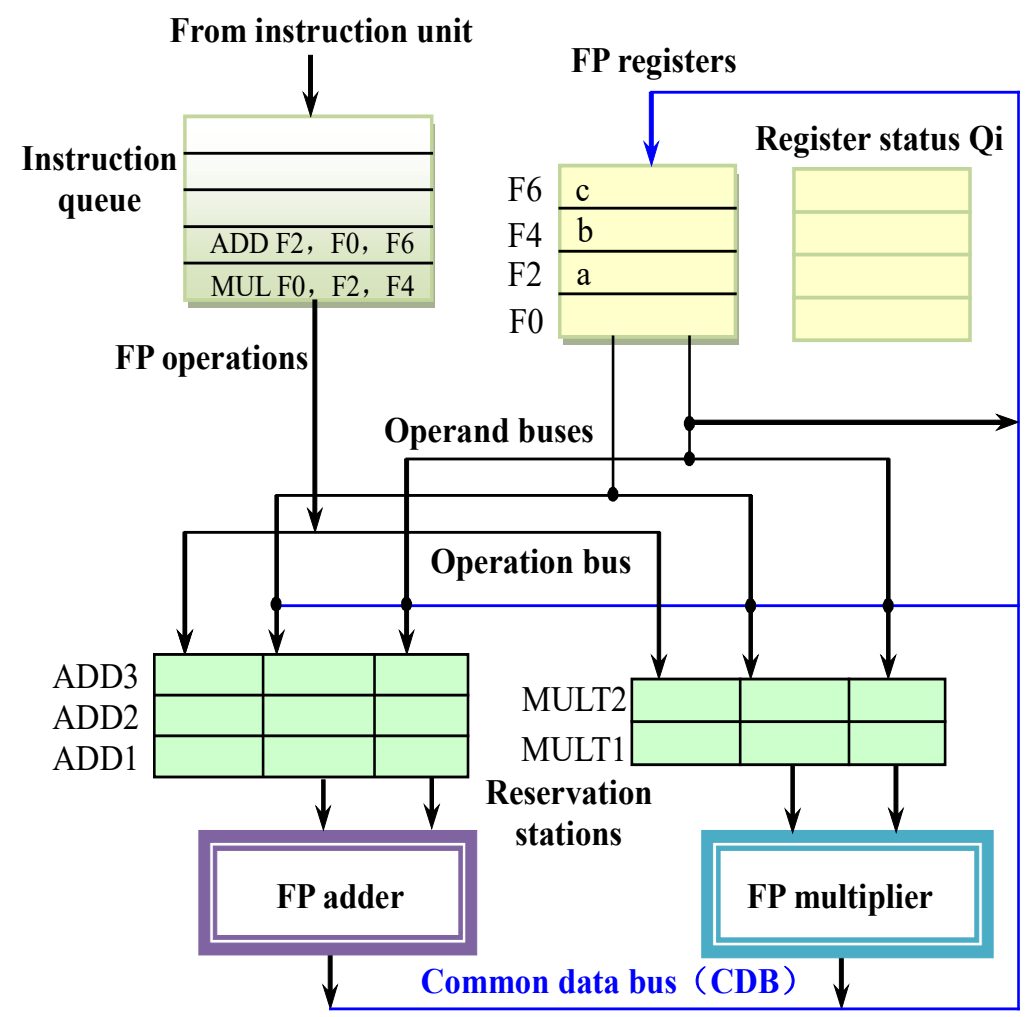 From instruction unit
FP registers
Instruction
queue
Register status Qi
ADD F2，F0，F6
MUL F0，F2，F4
F6 c
F4 b
F2 a
F0
FP operations
Operand buses
Operation bus
ADD3
ADD2
ADD1
MULT2
MULT1
Reservation
stations
FP adder
FP multiplier
Common data bus（CDB）